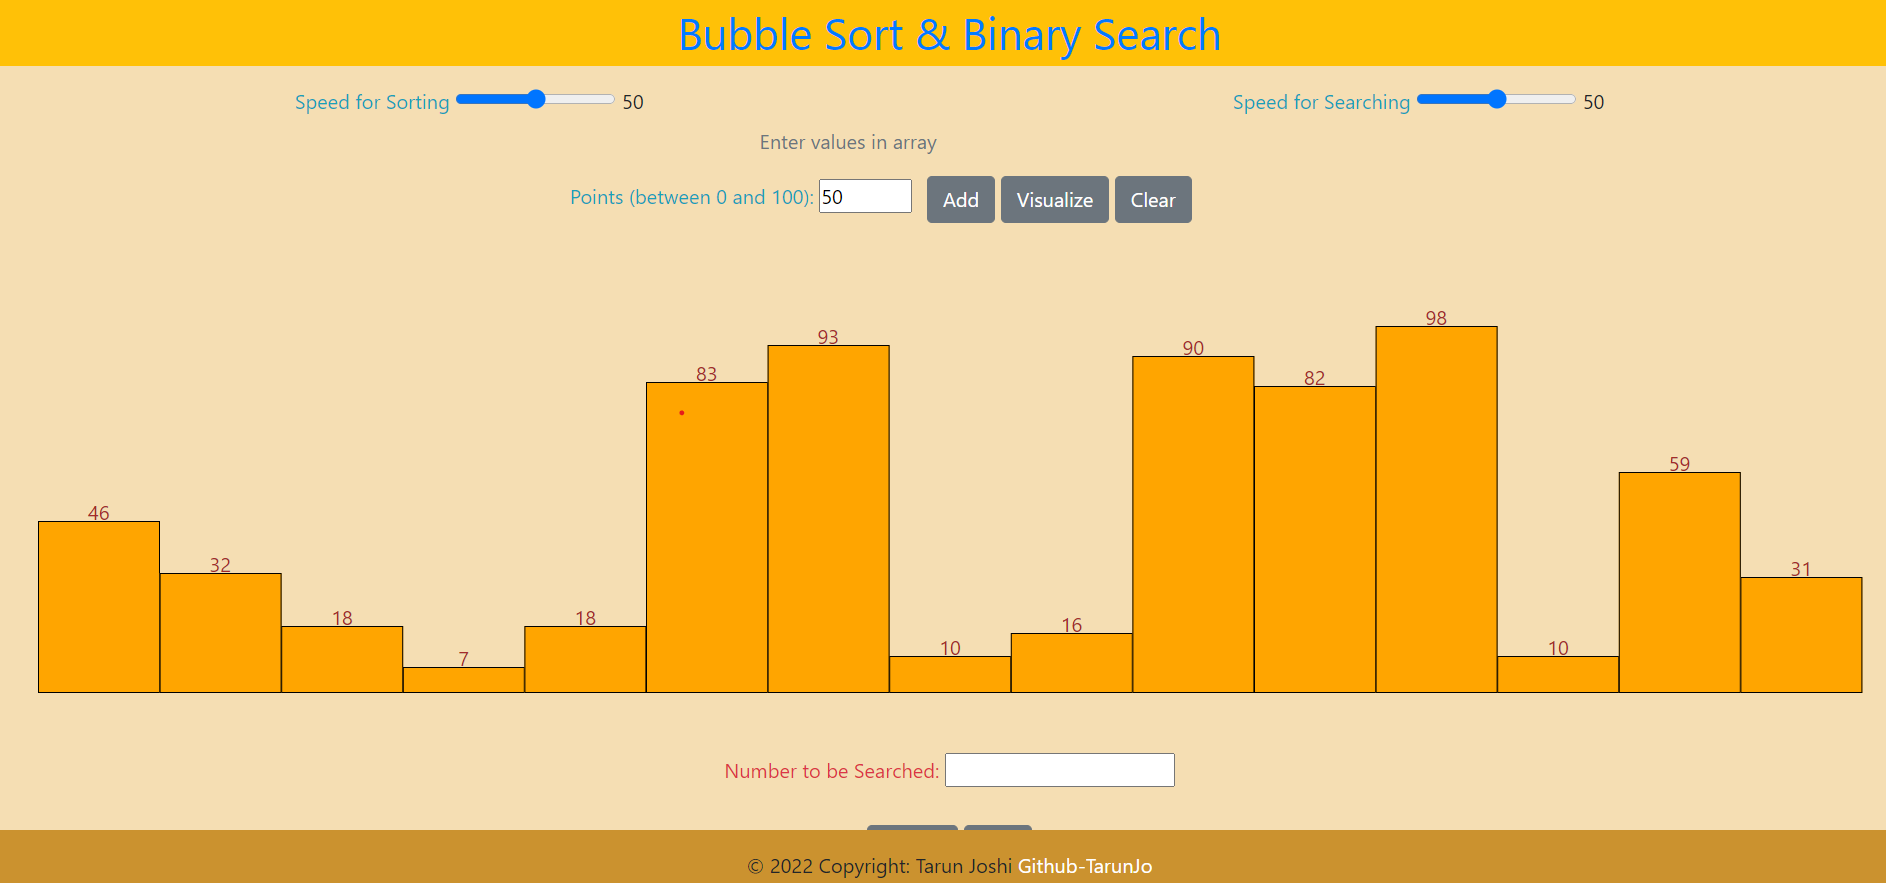 Bubble Sort & Binary Search
Speed for Sorting 50
Speed for Searching 50
Enter values in array
Points (between 0 and 100): 50 Add Visualize Clear
46 32 18 7 18 83 93 10 16 90 82 98 10 59 31
Number to be Searched:
© 2022 Copyright: Tarun Joshi Github-TarunJo